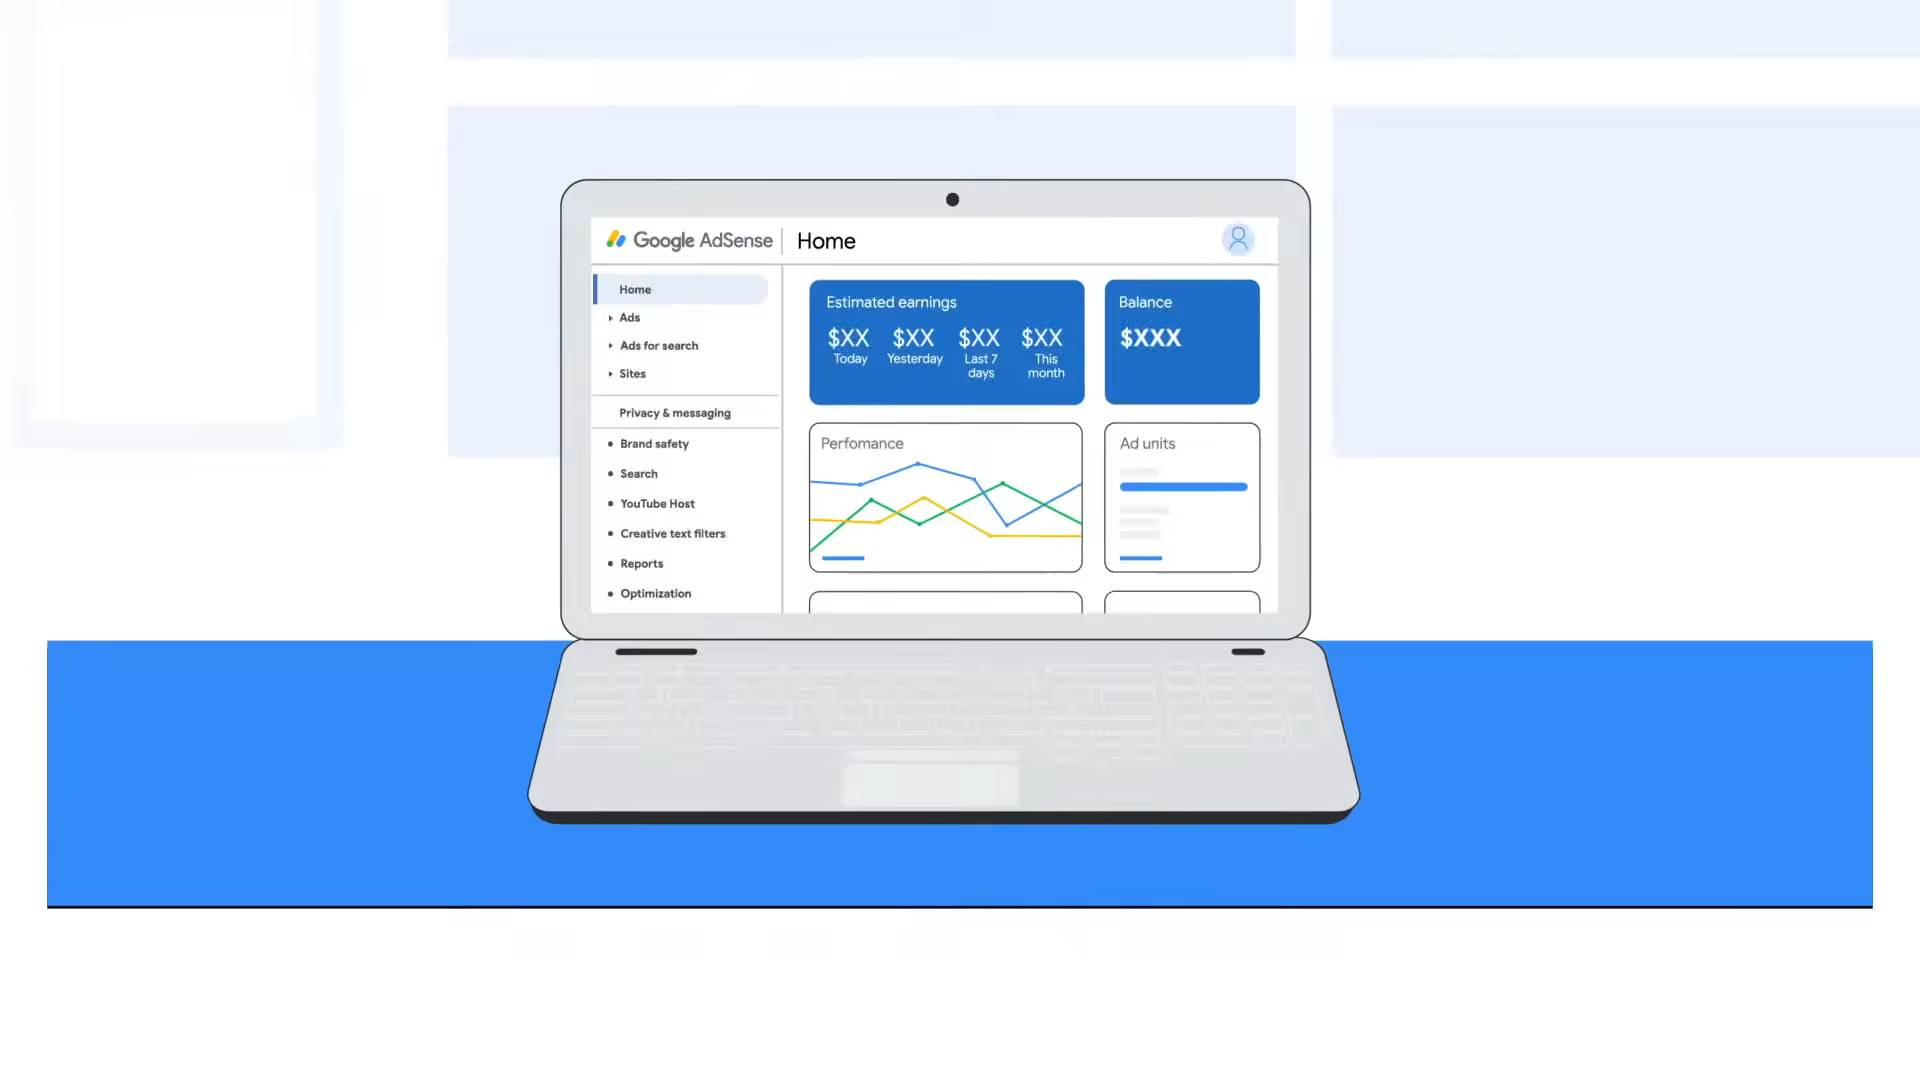 Google AdSense
Home
Home
Ads
Ads for search
Sites
Privacy & messaging
Brand safety
Search
YouTube Host
Creative text filters
Reports
Optimization
Estimated earnings
$XX $XX $XX $XX
Today Yesterday Last 7 This
days month
Balance
$XXX
Perfomance
Ad units